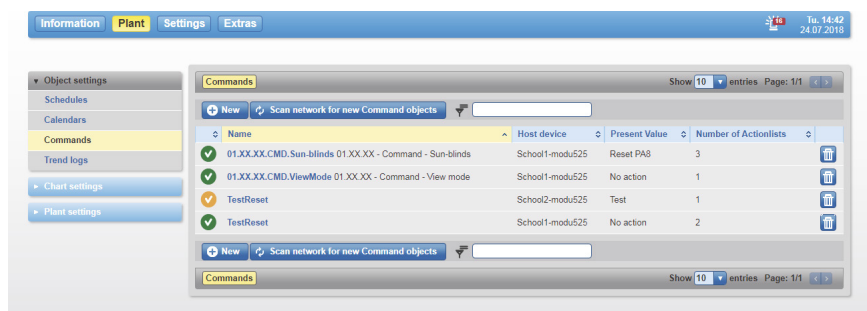 Information Plant Settings Extras 16 Tu. 14:42
24.07.2018
Object settings
Schedules
Calendars
Commands
Trend logs
Chart settings
Plant settings
Commands Show 10 entries Page: 1/1
New Scan network for new Command objects
Name Host device Present Value Number of Actionlists
01.XX.XX.CMD.Sun-blinds 01.XX.XX - Command - Sun-blinds School1-modu525 Reset PA8 3
01.XX.XX.CMD.ViewMode 01.XX.XX - Command - View mode School1-modu525 No action 1
TestReset School2-modu525 Test 1
TestReset School1-modu525 No action 2
New Scan network for new Command objects
Commands Show 10 entries Page: 1/1